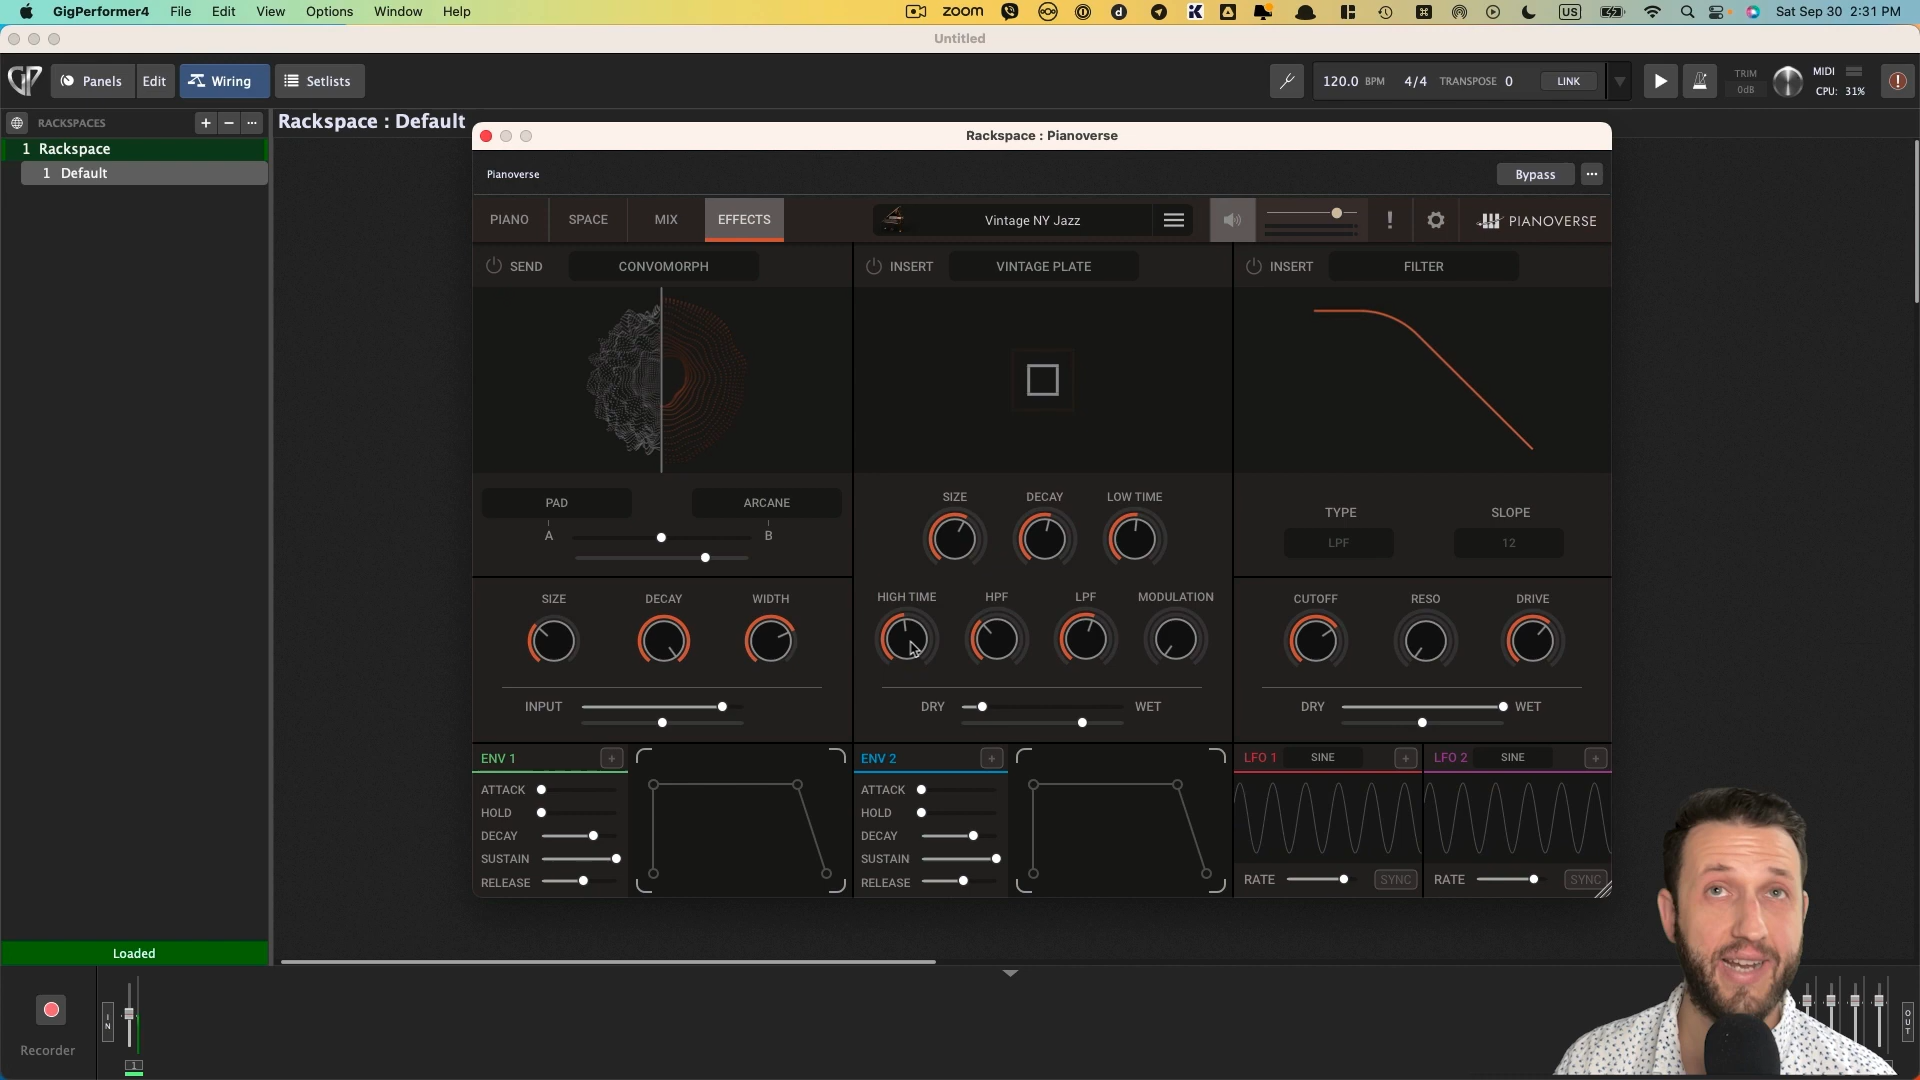 GigPerformer4 File Edit View Options Window Help
zoom US Sat Sep 30 2:31 PM
Untitled
GP Panels Edit Wiring Setlists
120.0 BPM 4/4 TRANSPOSE 0 LINK
TRIM
0dB
MIDI
CPU: 31%
RACKSPACES + − ...
1 Rackspace
1 Default
Rackspace : Default
Rackspace : Pianoverse
Pianoverse
Bypass ...
PIANO SPACE MIX EFFECTS
Vintage NY Jazz
! PIANOVERSE
SEND CONVOMORPH
INSERT VINTAGE PLATE
INSERT FILTER
PAD ARCANE
A B
SIZE DECAY WIDTH
INPUT
SIZE DECAY LOW TIME
HIGH TIME HPF LPF MODULATION
DRY WET
TYPE SLOPE
LPF 12
CUTOFF RESO DRIVE
DRY WET
ENV 1 +
ATTACK
HOLD
DECAY
SUSTAIN
RELEASE
ENV 2 +
ATTACK
HOLD
DECAY
SUSTAIN
RELEASE
LFO 1 SINE +
RATE SYNC
LFO 2 SINE +
RATE SYNC
Loaded
Recorder
IN
1
OUT